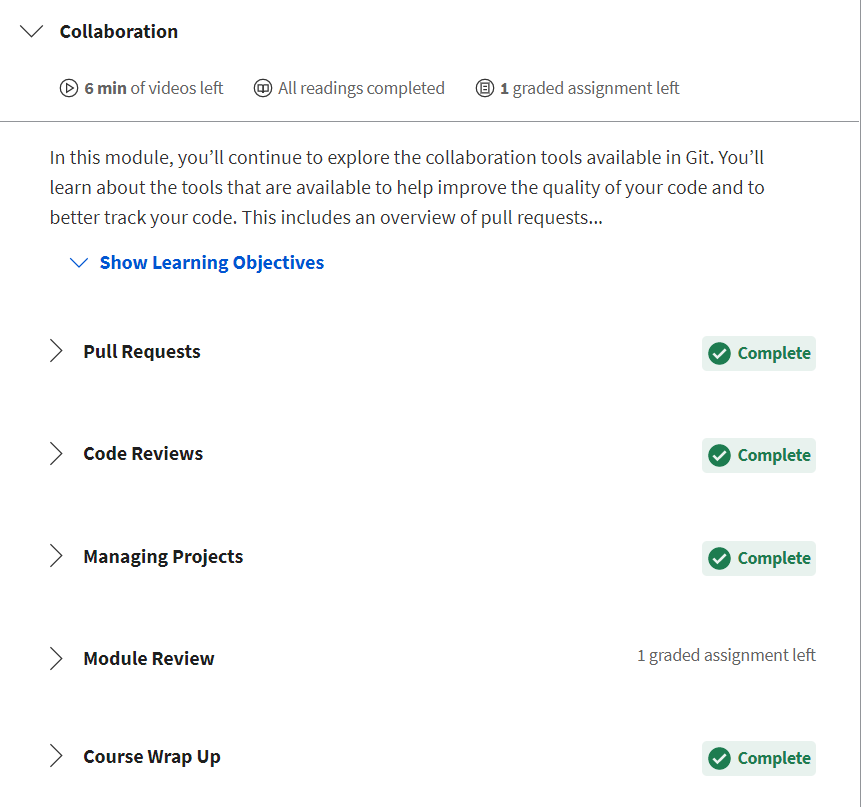 Collaboration
6 min of videos left
All readings completed
1 graded assignment left
In this module, you’ll continue to explore the collaboration tools available in Git. You’ll
learn about the tools that are available to help improve the quality of your code and to
better track your code. This includes an overview of pull requests...
Show Learning Objectives
Pull Requests
Complete
Code Reviews
Complete
Managing Projects
Complete
Module Review
1 graded assignment left
Course Wrap Up
Complete